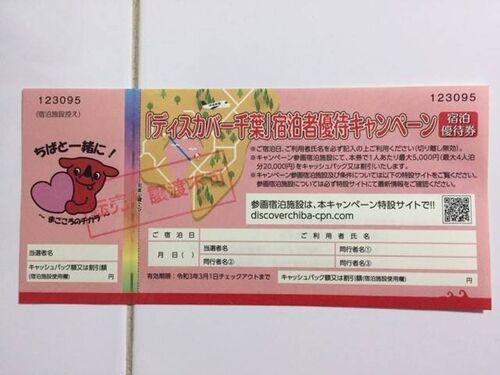 123095
(宿泊施設控え)
ちばと一緒に!
まごころのチカラ
当選者名
キャッシュバック額又は割引額
(宿泊施設使用欄) 円
123095
「ディスカバー千葉」宿泊者優待キャンペーン
宿泊
優待券
※ご宿泊日、ご利用者氏名を必ず記入の上ご利用ください(切り離し無効)。
※キャンペーン参画宿泊施設にて、本券で1人あたり最大5,000円(最大4人泊
分20,000円)をキャッシュバック又は割引いたします。
※キャンペーン参画宿泊施設及び条件については以下の特設サイトをご覧ください。
参画宿泊施設については必ず特設サイトにて最新情報をご確認ください。
転売・譲渡不可
参画宿泊施設は、本キャンペーン特設サイトで!!
discoverchiba-cpn.com
ご宿泊日
ご利用者氏名
月 日( )
当選者名
同行者名①
同行者名②
同行者名③
有効期限:令和3年3月1日チェックアウトまで
キャッシュバック額又は割引額
(宿泊施設使用欄) 円